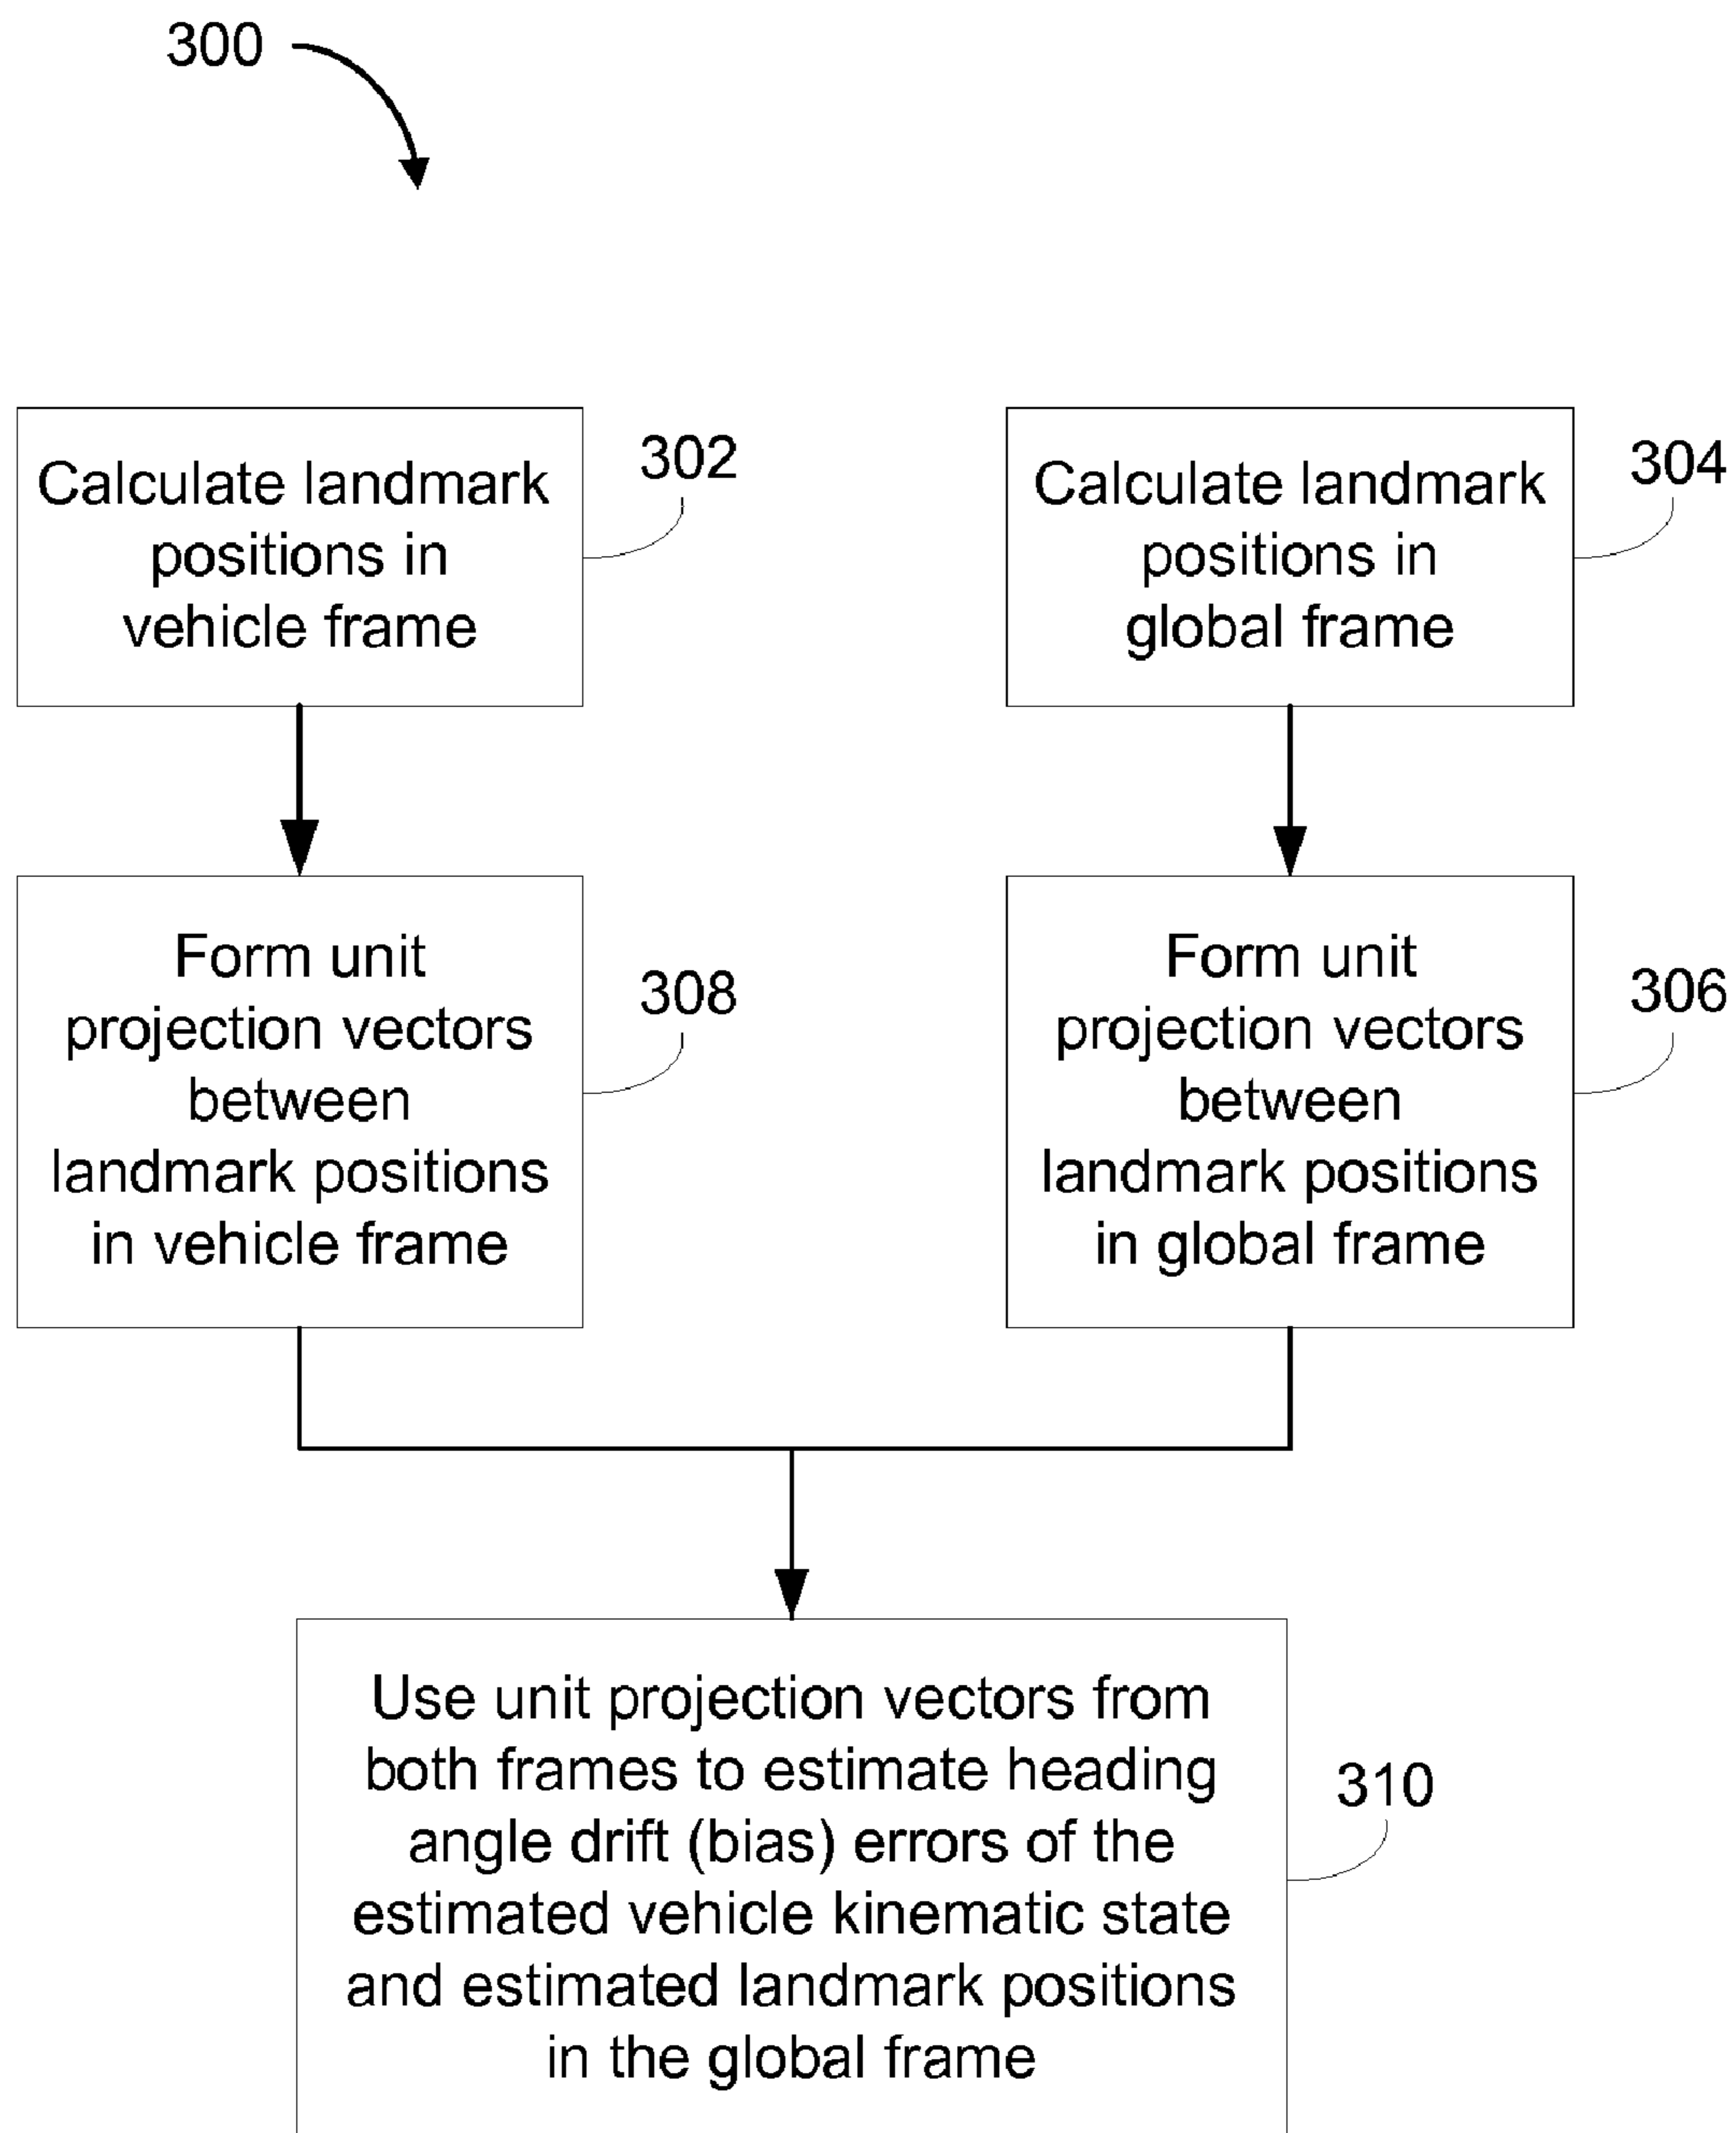 300
Calculate landmark
positions in
vehicle frame
302
Calculate landmark
positions in
global frame
304
Form unit
projection vectors
between
landmark positions
in vehicle frame
308
Form unit
projection vectors
between
landmark positions
in global frame
306
Use unit projection vectors from
both frames to estimate heading
angle drift (bias) errors of the
estimated vehicle kinematic state
and estimated landmark positions
in the global frame
310